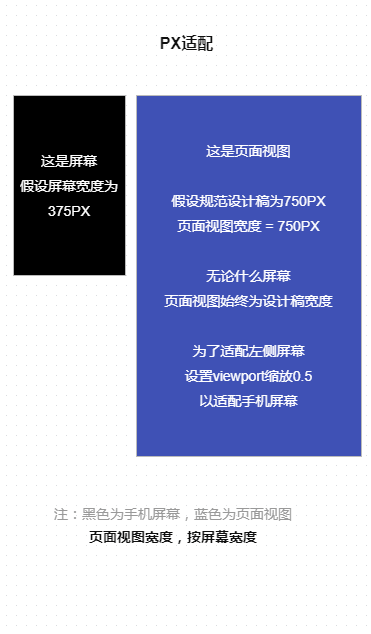 PX适配
这是屏幕
假设屏幕宽度为
375PX
这是页面视图
假设规范设计稿为750PX
页面视图宽度 = 750PX
无论什么屏幕
页面视图始终为设计稿宽度
为了适配左侧屏幕
设置viewport缩放0.5
以适配手机屏幕
注：黑色为手机屏幕，蓝色为页面视图
页面视图宽度，按屏幕宽度